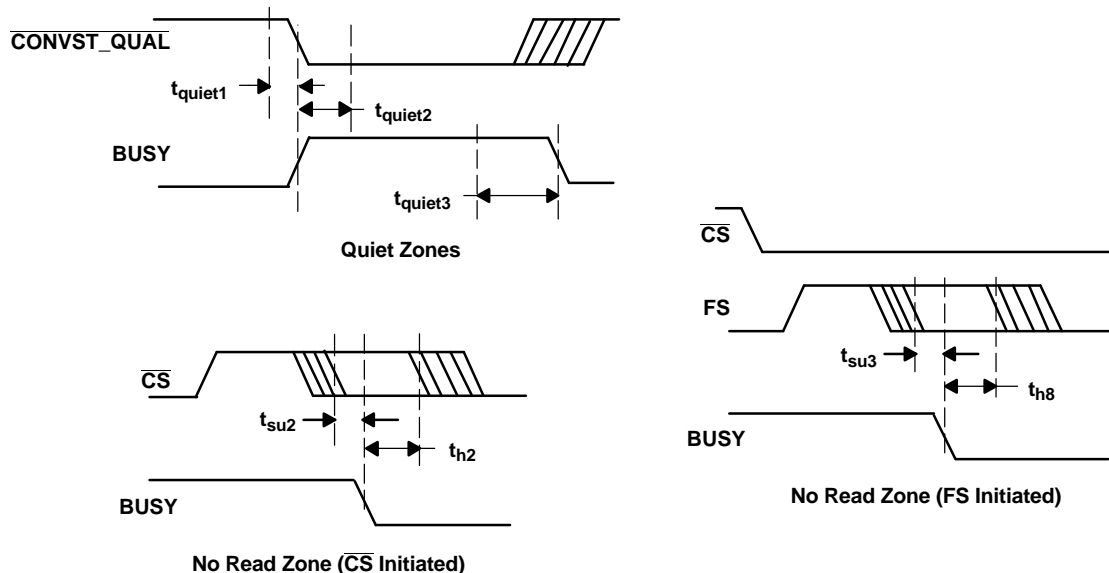 CONVST_QUAL
tquiet1
tquiet2
BUSY
tquiet3
Quiet Zones
CS
tsu2
th2
BUSY
No Read Zone (CS Initiated)
CS
FS
tsu3
th8
BUSY
No Read Zone (FS Initiated)